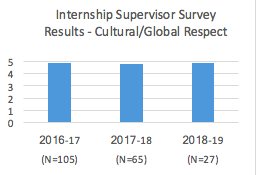 Internship Supervisor Survey
Results - Cultural/Global Respect
5
4
3
2
1
0
2016-17 2017-18 2018-19
(N=105) (N=65) (N=27)